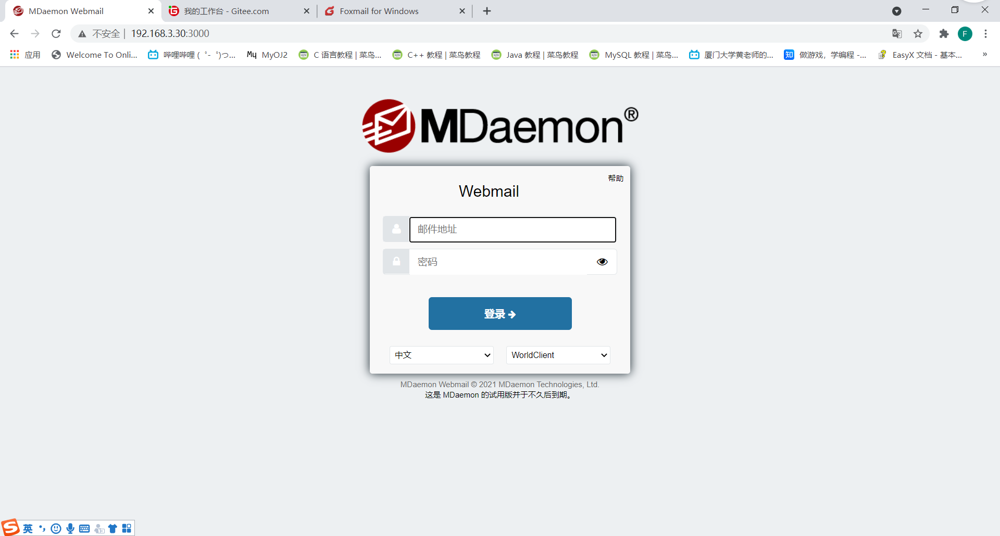 MDaemon Webmail
我的工作台 - Gitee.com
Foxmail for Windows
不安全 | 192.168.3.30:3000
F
应用
Welcome To Onli...
哔哩哔哩 ( ゜- ゜)つ...
My MyOJ2
C 语言教程 | 菜鸟...
C++ 教程 | 菜鸟教程
Java 教程 | 菜鸟教程
MySQL 教程 | 菜鸟...
厦门大学黄老师的...
知 做游戏，学编程 -...
EasyX 文档 - 基本...
»
MDaemon®
帮助
Webmail
邮件地址
密码
登录
中文
WorldClient
MDaemon Webmail © 2021 MDaemon Technologies, Ltd.
这是 MDaemon 的试用版并于不久后到期。
S 英